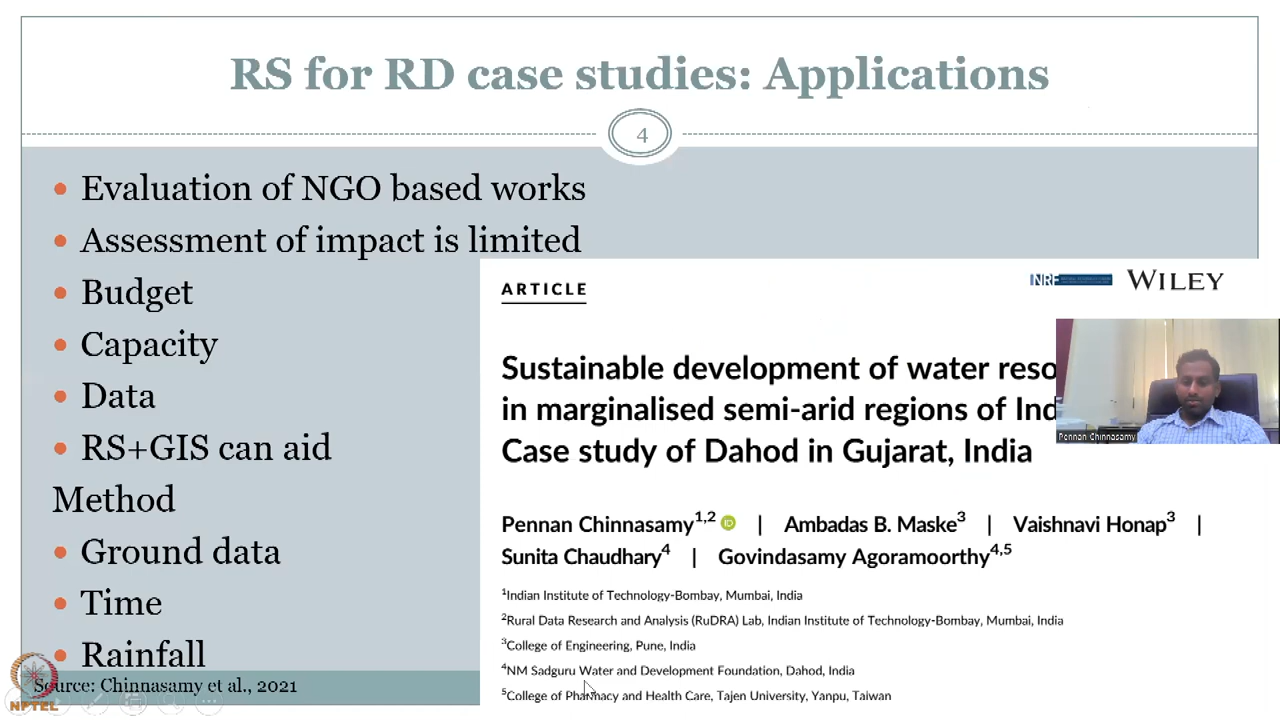 RS for RD case studies: Applications
4
Evaluation of NGO based works
Assessment of impact is limited
Budget
Capacity
Data
RS+GIS can aid
Method
Ground data
Time
Rainfall
Source: Chinnasamy et al., 2021
NPTEL
ARTICLE
WILEY
Sustainable development of water
in marginalised semi-arid regions of
Case study of Dahod in Gujarat, India
Pennan Chinnasamy1,2 | Ambadas B. Maske3 | Vaishnavi Honap3 |
Sunita Chaudhary4 | Govindasamy Agoramoorthy4,5
1Indian Institute of Technology-Bombay, Mumbai, India
2Rural Data Research and Analysis (RuDRA) Lab, Indian Institute of Technology-Bombay, Mumbai, India
3College of Engineering, Pune, India
4NM Sadguru Water and Development Foundation, Dahod, India
5College of Pharmacy and Health Care, Tajen University, Yanpu, Taiwan
Pennan Chinnasamy